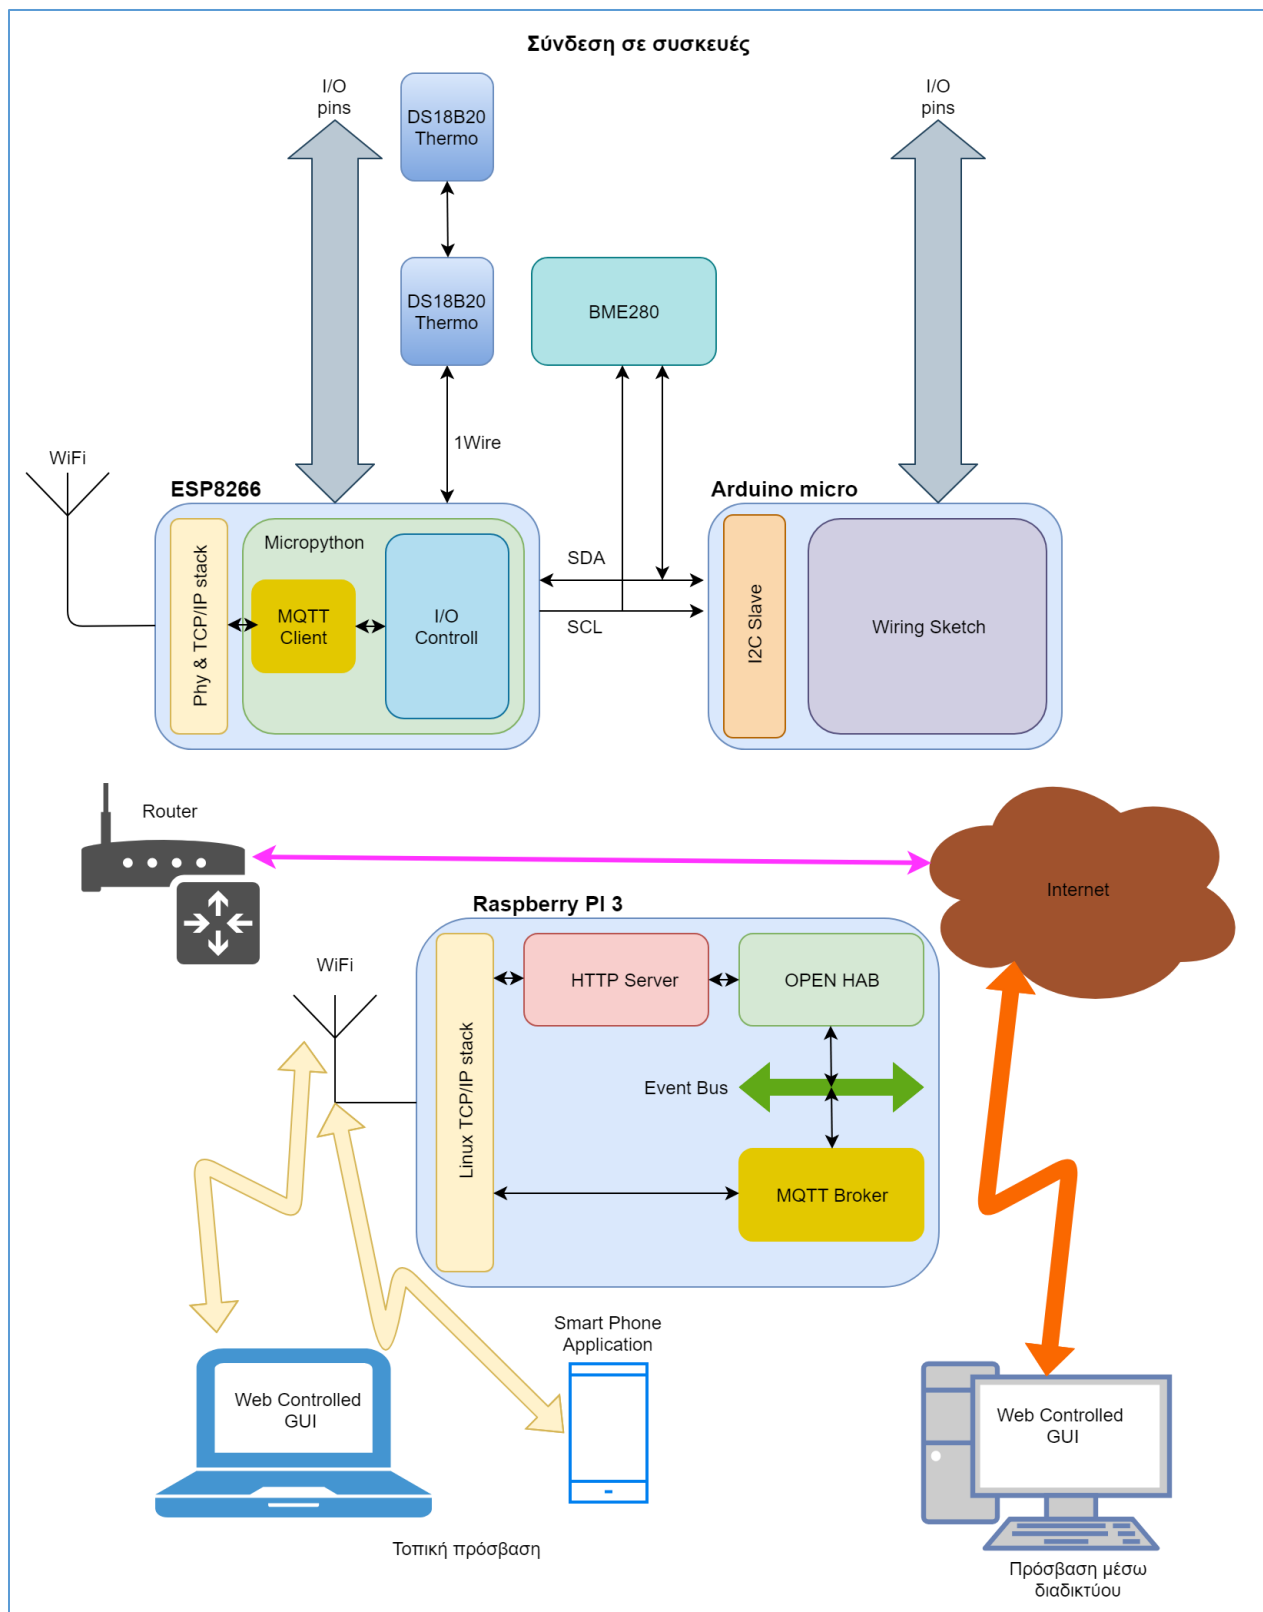 Σύνδεση σε συσκευές
I/O
pins
DS18B20
Thermo
I/O
pins
DS18B20
Thermo
BME280
1Wire
WiFi
ESP8266
Arduino micro
Phy & TCP/IP stack
Micropython
MQTT
Client
I/O
Controll
SDA
SCL
I2C Slave
Wiring Sketch
Router
Internet
Raspberry PI 3
WiFi
Linux TCP/IP stack
HTTP Server
OPEN HAB
Event Bus
MQTT Broker
Smart Phone
Application
Web Controlled
GUI
Web Controlled
GUI
Τοπική πρόσβαση
Πρόσβαση μέσω
διαδικτύου